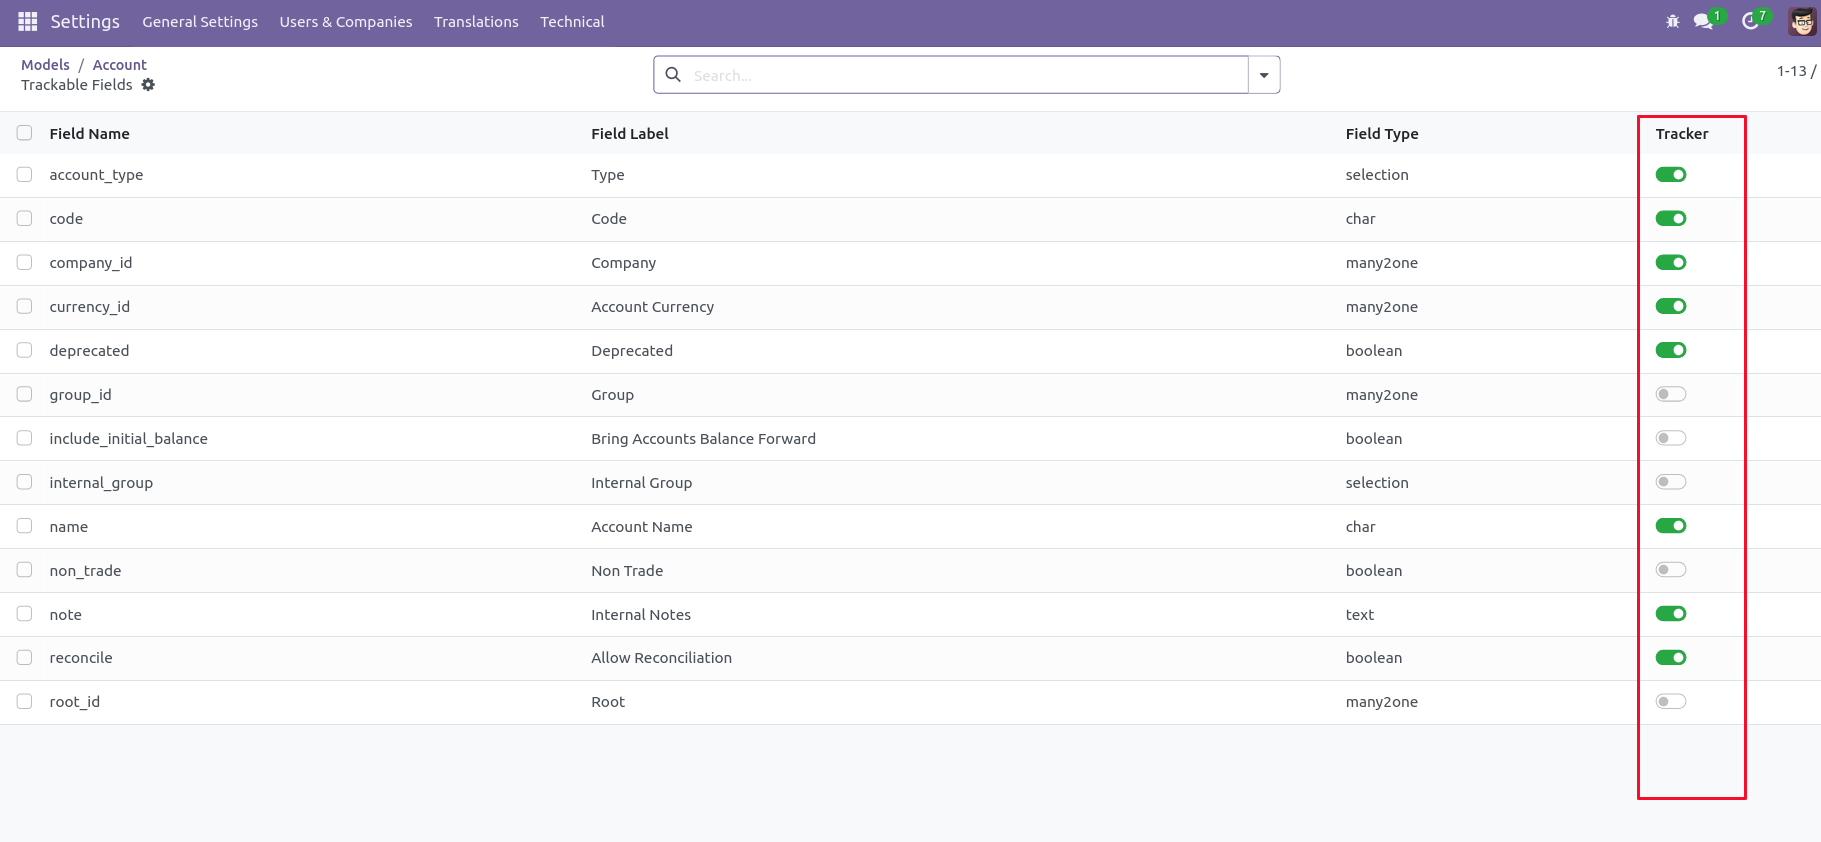 Settings General Settings Users & Companies Translations Technical 1 7
Models / Account
Trackable Fields
Search...
1-13 /
Field Name Field Label Field Type Tracker
account_type Type selection
code Code char
company_id Company many2one
currency_id Account Currency many2one
deprecated Deprecated boolean
group_id Group many2one
include_initial_balance Bring Accounts Balance Forward boolean
internal_group Internal Group selection
name Account Name char
non_trade Non Trade boolean
note Internal Notes text
reconcile Allow Reconciliation boolean
root_id Root many2one